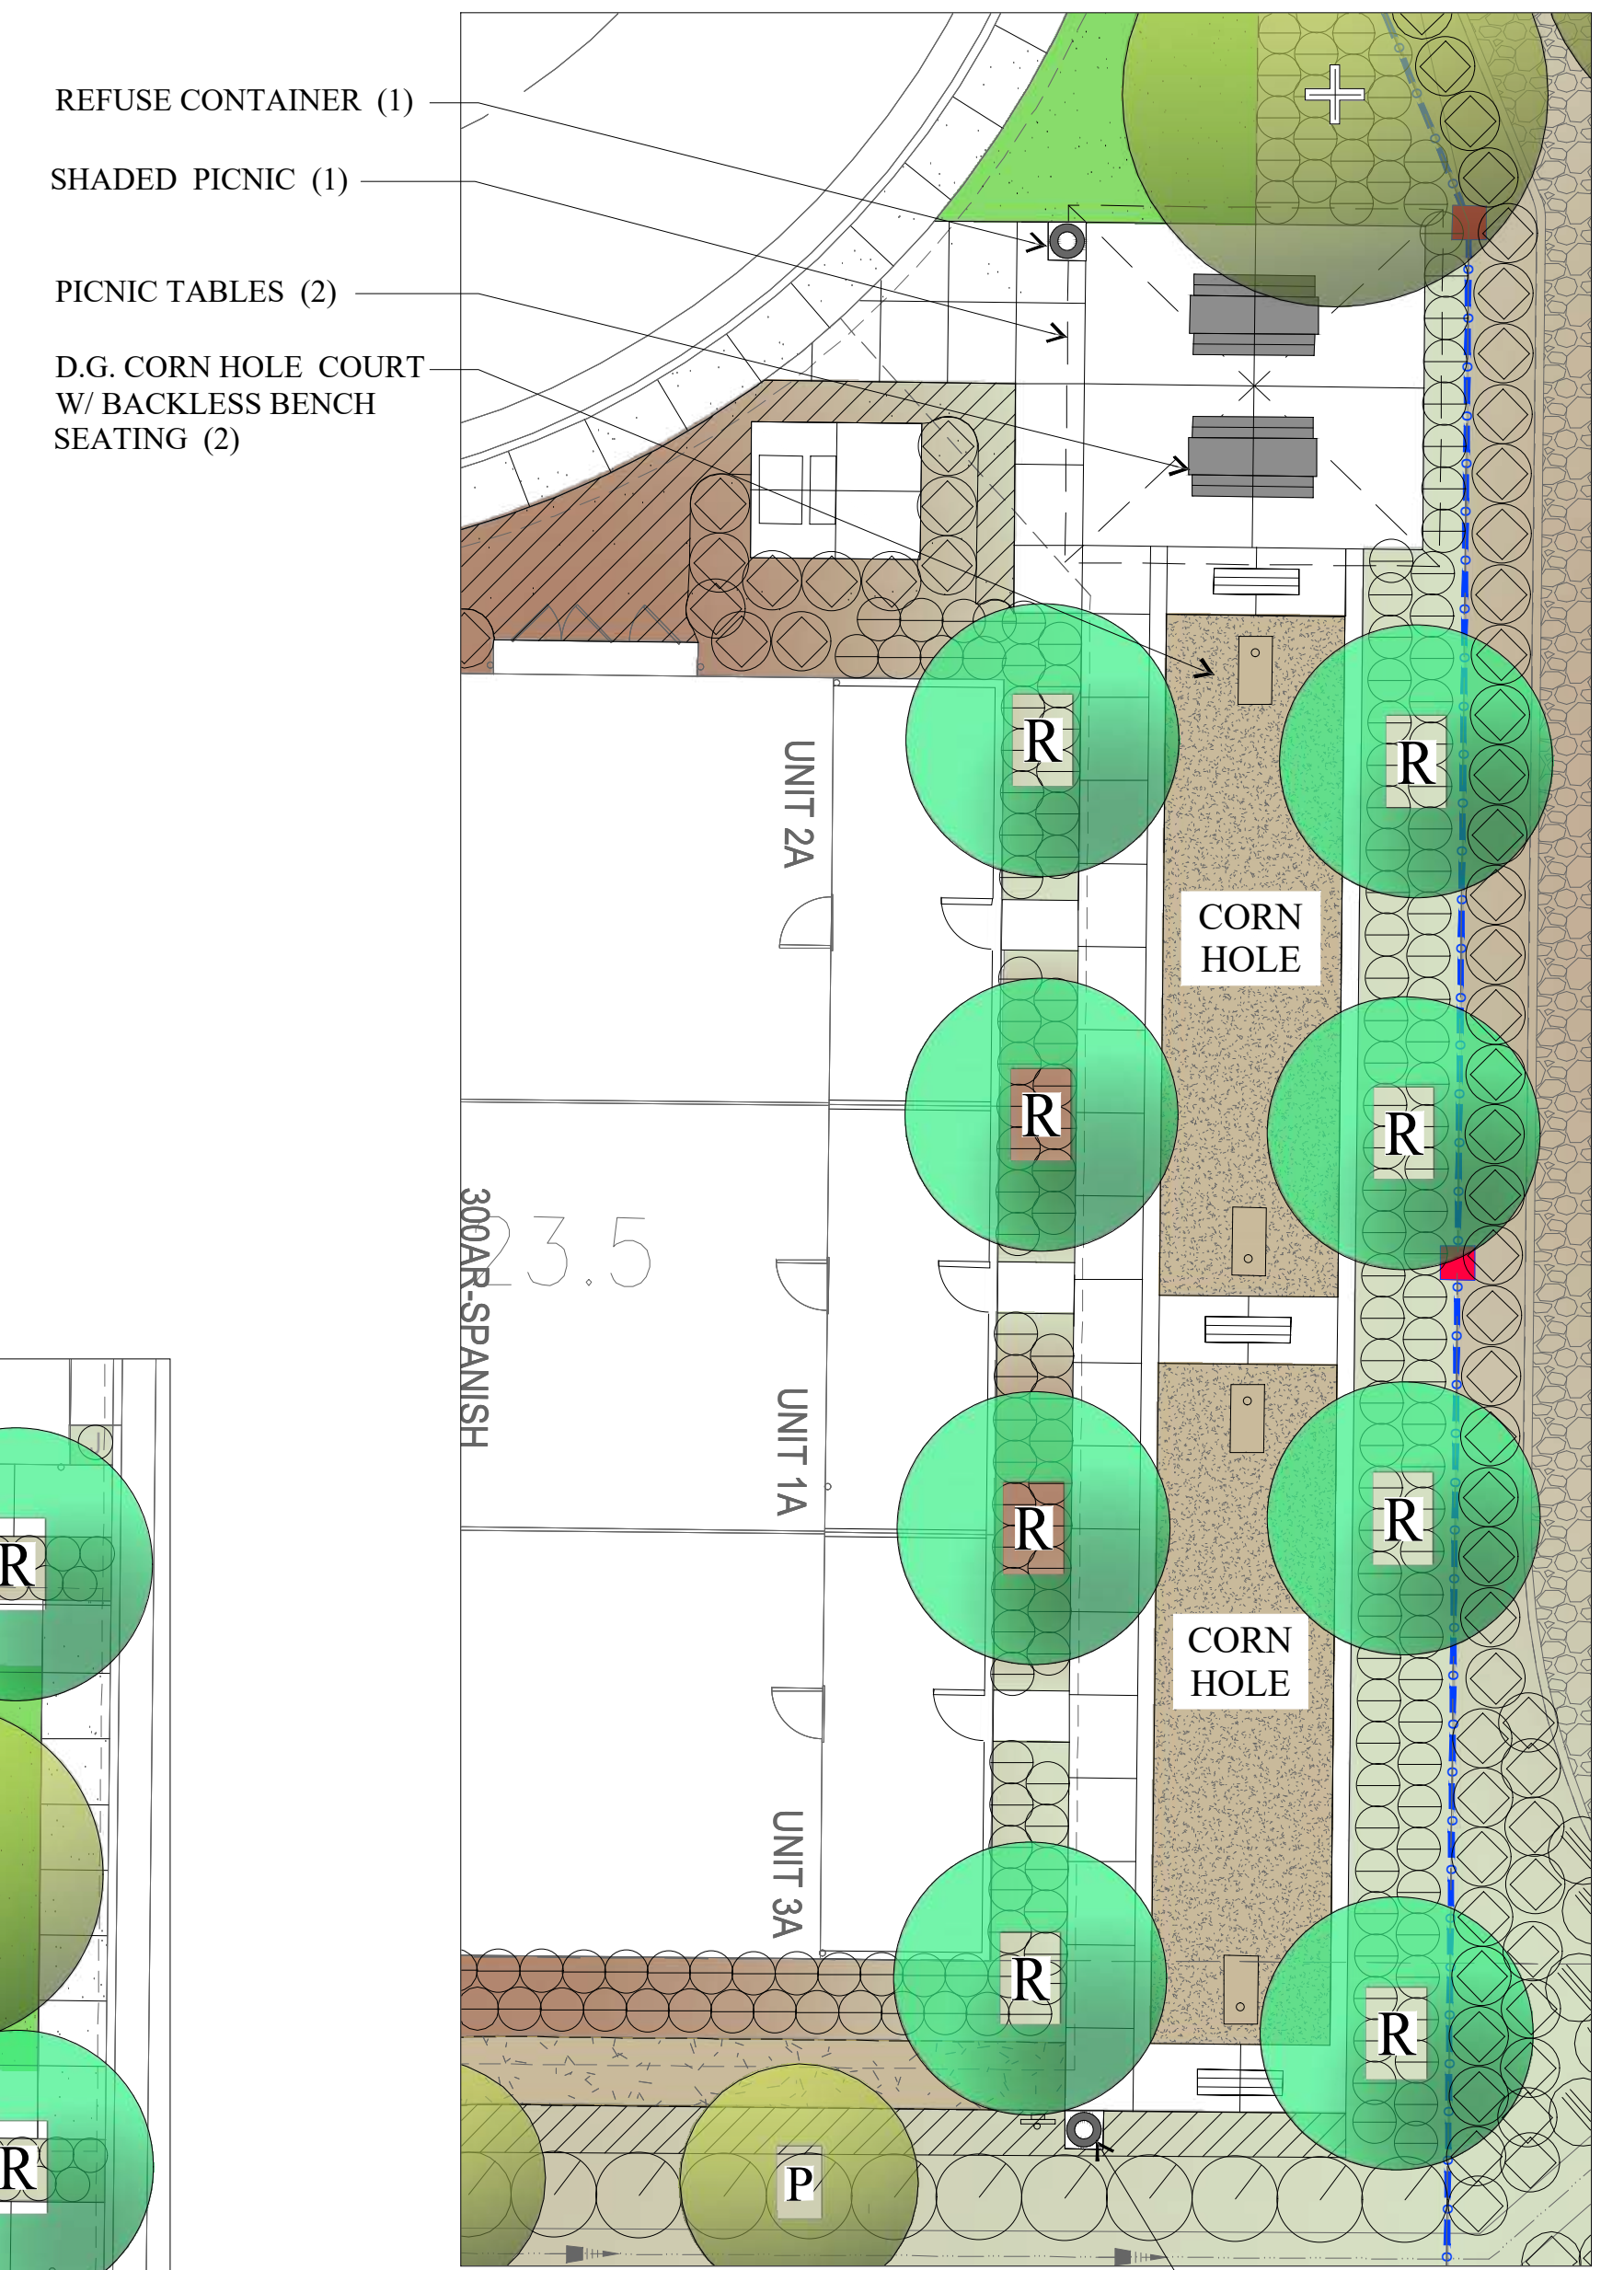 REFUSE CONTAINER (1)
SHADED PICNIC (1)
PICNIC TABLES (2)
D.G. CORN HOLE COURT
W/ BACKLESS BENCH
SEATING (2)
UNIT 2A
R
R
CORN
HOLE
R
R
300AR-SPANISH
23.5
UNIT 1A
R
R
R
CORN
HOLE
UNIT 3A
R
R
R
P